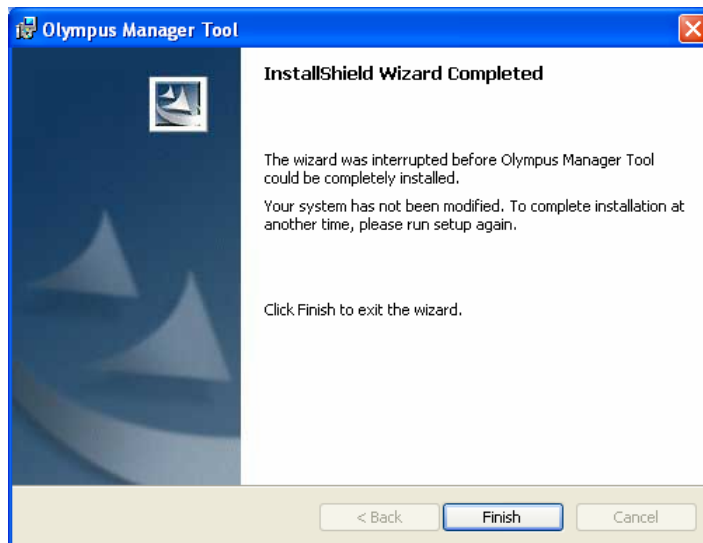 Olympus Manager Tool
InstallShield Wizard Completed
The wizard was interrupted before Olympus Manager Tool
could be completely installed.
Your system has not been modified. To complete installation at
another time, please run setup again.
Click Finish to exit the wizard.
< Back Finish Cancel